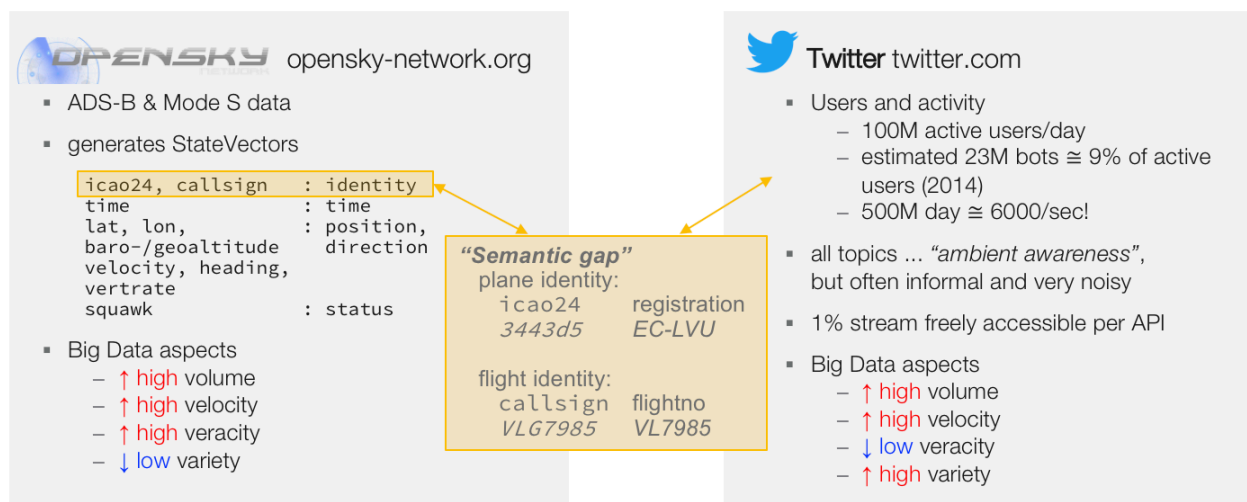 OPENSKY
NETWORK
opensky-network.org
▪ ADS-B & Mode S data
▪ generates StateVectors
icao24, callsign : identity
time : time
lat, lon, : position,
baro-/geoaltitude direction
velocity, heading,
vertrate
squawk : status
▪ Big Data aspects
– ↑ high volume
– ↑ high velocity
– ↑ high veracity
– ↓ low variety
“Semantic gap”
plane identity:
icao24 registration
3443d5 EC-LVU
flight identity:
callsign flightno
VLG7985 VL7985
Twitter twitter.com
▪ Users and activity
– 100M active users/day
– estimated 23M bots ≅ 9% of active
users (2014)
– 500M day ≅ 6000/sec!
▪ all topics ... “ambient awareness”,
but often informal and very noisy
▪ 1% stream freely accessible per API
▪ Big Data aspects
– ↑ high volume
– ↑ high velocity
– ↓ low veracity
– ↑ high variety